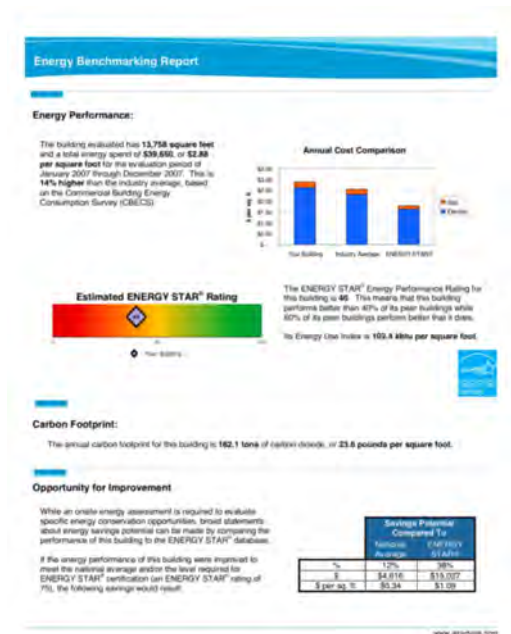 Energy Benchmarking Report
Energy Performance:
The building evaluated has 13,758 square feet
and a total energy spend of $39,650, or $2.88
per square foot for the evaluation period of
January 2007 through December 2007. This is
14% higher than the industry average, based
on the Commercial Building Energy
Consumption Survey (CBECS).
Annual Cost Comparison
$ per sq. ft.
Gas
Electric
Your Building Industry Average ENERGY STAR®
Estimated ENERGY STAR® Rating
Your Building
The ENERGY STAR® Energy Performance Rating for
this building is 40. This means that this building
performs better than 40% of its peer buildings while
60% of its peer buildings perform better that it does.
Its Energy Use Index is 103.4 kbtu per square foot.
Carbon Footprint:
The annual carbon footprint for this building is 162.1 tons of carbon dioxide, or 23.6 pounds per square foot.
Opportunity for Improvement
While an onsite energy assessment is required to evaluate
specific energy conservation opportunities, broad statements
about energy savings potential can be made by comparing the
performance of this building to the ENERGY STAR® database.
If the energy performance of this building were improved to
meet the national average and/or the level required for
ENERGY STAR® certification (an ENERGY STAR® rating of
75), the following savings would result:
Savings Potential
Compared To
National ENERGY
Average STAR®
% 12% 38%
$ $4,616 $15,027
$ per sq. ft. $0.34 $1.09